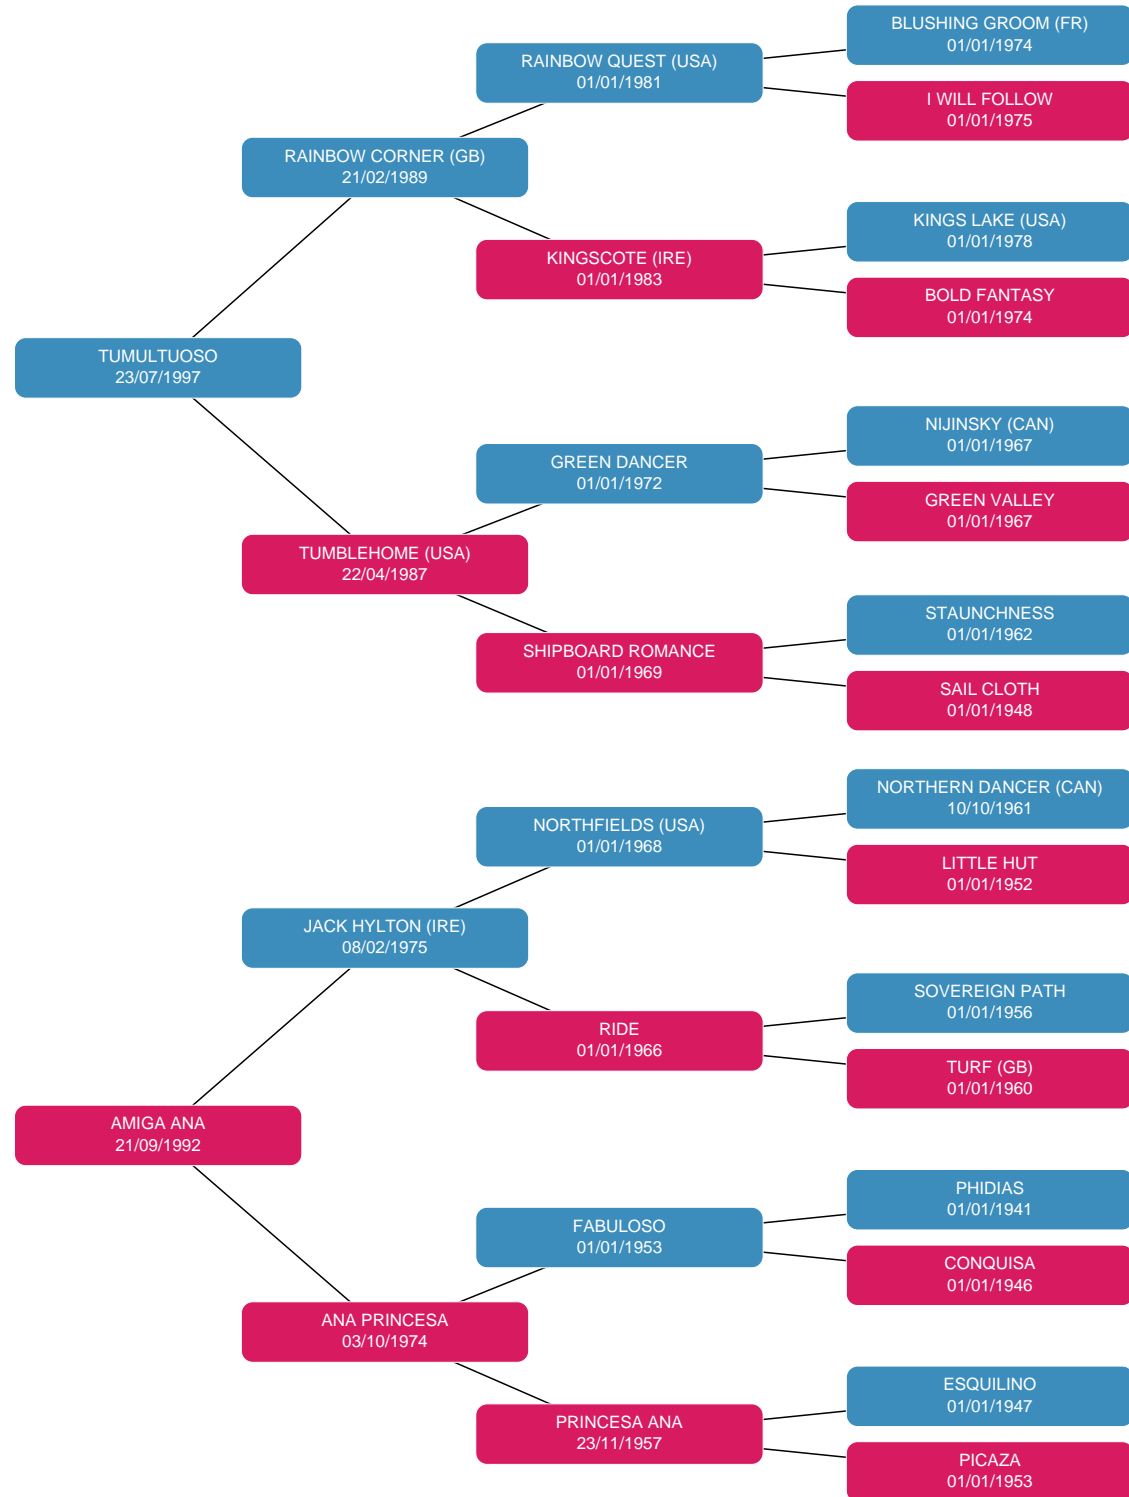 BLUSHING GROOM (FR)
01/01/1974
RAINBOW QUEST (USA)
01/01/1981
I WILL FOLLOW
01/01/1975
RAINBOW CORNER (GB)
21/02/1989
KINGS LAKE (USA)
01/01/1978
KINGSCOTE (IRE)
01/01/1983
BOLD FANTASY
01/01/1974
TUMULTUOSO
23/07/1997
NIJINSKY (CAN)
01/01/1967
GREEN DANCER
01/01/1972
GREEN VALLEY
01/01/1967
TUMBLEHOME (USA)
22/04/1987
STAUNCHNESS
01/01/1962
SHIPBOARD ROMANCE
01/01/1969
SAIL CLOTH
01/01/1948
NORTHERN DANCER (CAN)
10/10/1961
NORTHFIELDS (USA)
01/01/1968
LITTLE HUT
01/01/1952
JACK HYLTON (IRE)
08/02/1975
SOVEREIGN PATH
01/01/1956
RIDE
01/01/1966
TURF (GB)
01/01/1960
AMIGA ANA
21/09/1992
PHIDIAS
01/01/1941
FABULOSO
01/01/1953
CONQUISA
01/01/1946
ANA PRINCESA
03/10/1974
ESQUILINO
01/01/1947
PRINCESA ANA
23/11/1957
PICAZA
01/01/1953